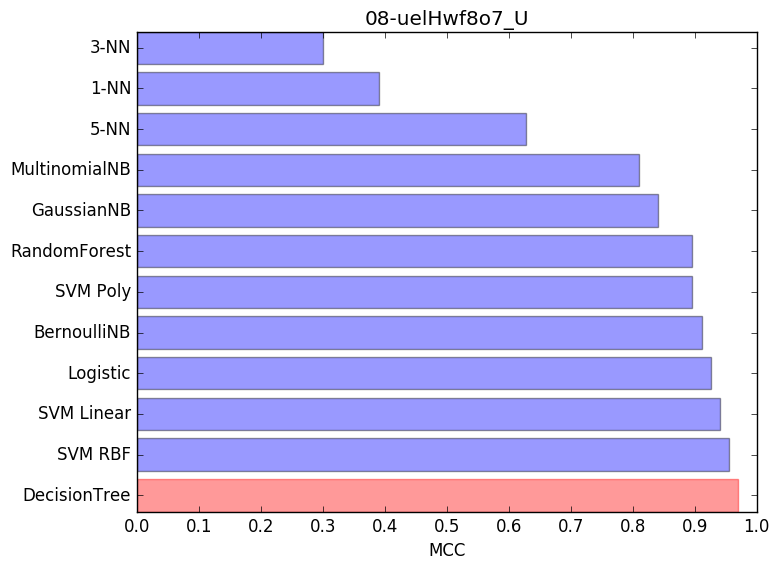 08-uelHwf8o7_U
3-NN
1-NN
5-NN
MultinomialNB
GaussianNB
RandomForest
SVM Poly
BernoulliNB
Logistic
SVM Linear
SVM RBF
DecisionTree
0.0 0.1 0.2 0.3 0.4 0.5 0.6 0.7 0.8 0.9 1.0
MCC